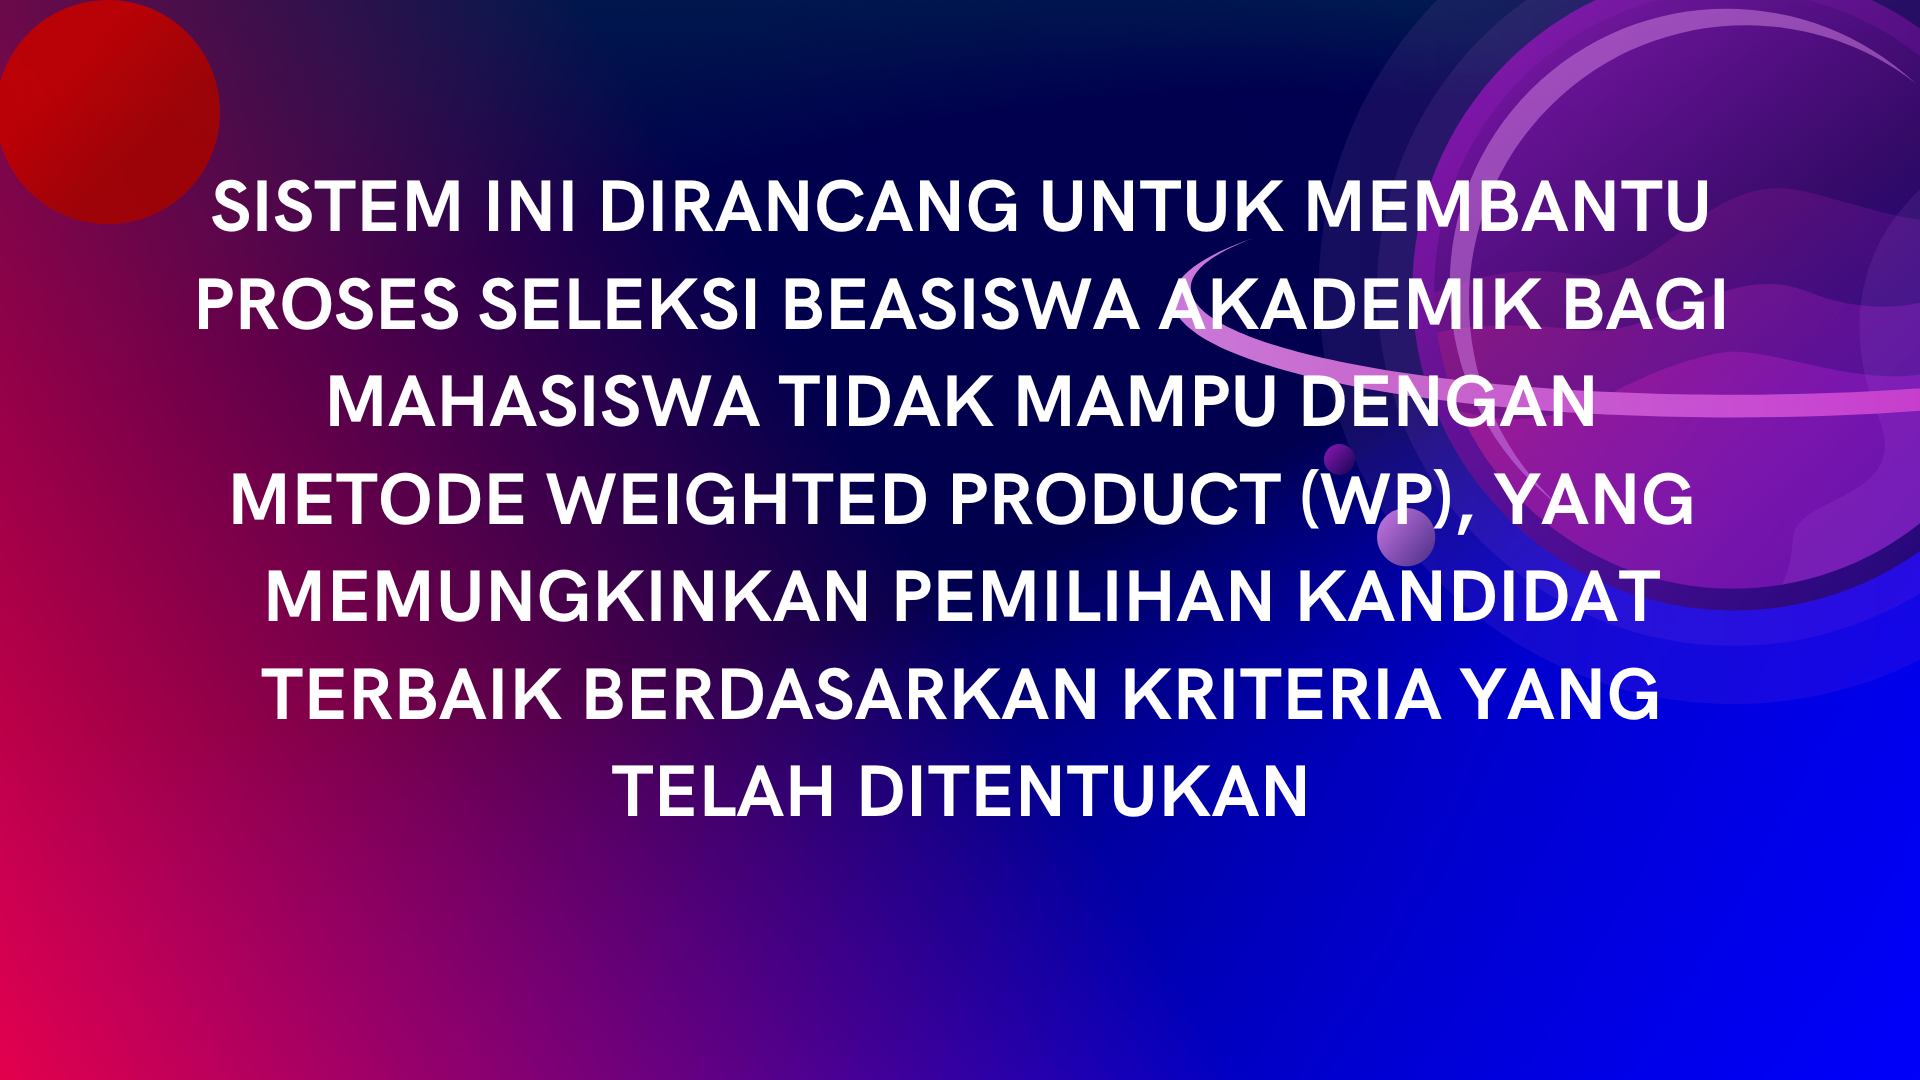 SISTEM INI DIRANCANG UNTUK MEMBANTU
PROSES SELEKSI BEASISWA AKADEMIK BAGI
MAHASISWA TIDAK MAMPU DENGAN
METODE WEIGHTED PRODUCT (WP), YANG
MEMUNGKINKAN PEMILIHAN KANDIDAT
TERBAIK BERDASARKAN KRITERIA YANG
TELAH DITENTUKAN